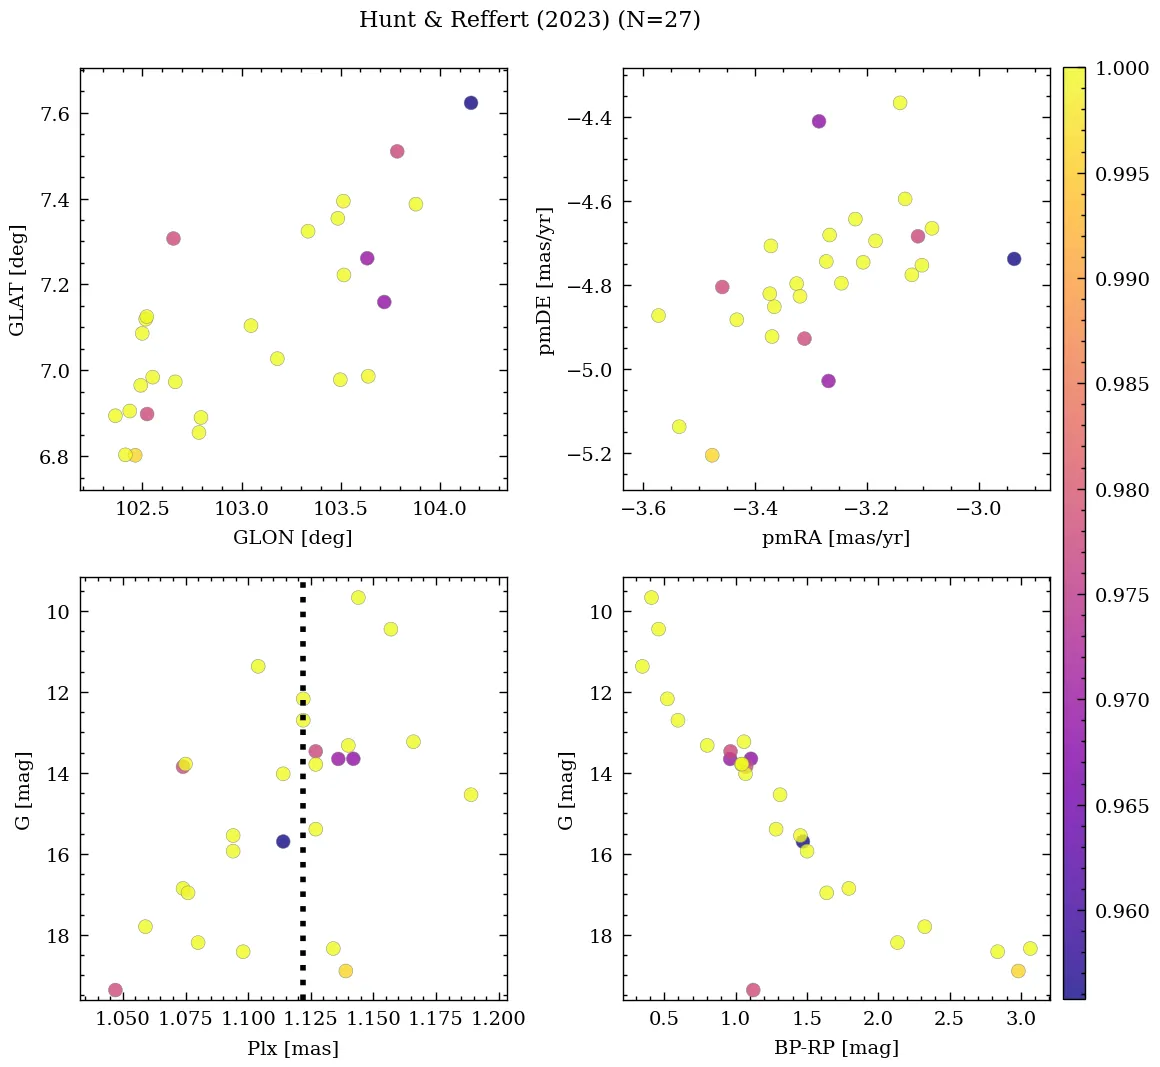 Hunt & Reffert (2023) (N=27)
7.6
7.4
7.2
7.0
6.8
GLAT [deg]
102.5 103.0 103.5 104.0
GLON [deg]
−4.4
−4.6
−4.8
−5.0
−5.2
pmDE [mas/yr]
−3.6 −3.4 −3.2 −3.0
pmRA [mas/yr]
10
12
14
16
18
G [mag]
1.050 1.075 1.100 1.125 1.150 1.175 1.200
Plx [mas]
10
12
14
16
18
G [mag]
0.5 1.0 1.5 2.0 2.5 3.0
BP-RP [mag]
1.000
0.995
0.990
0.985
0.980
0.975
0.970
0.965
0.960